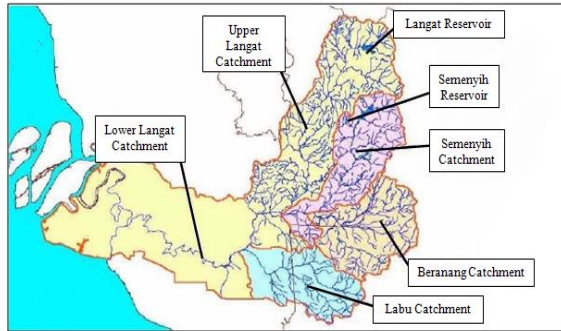 Langat Reservoir
Upper
Langat
Catchment
Semenyih
Reservoir
Lower Langat
Catchment
Semenyih
Catchment
Beranang Catchment
Labu Catchment